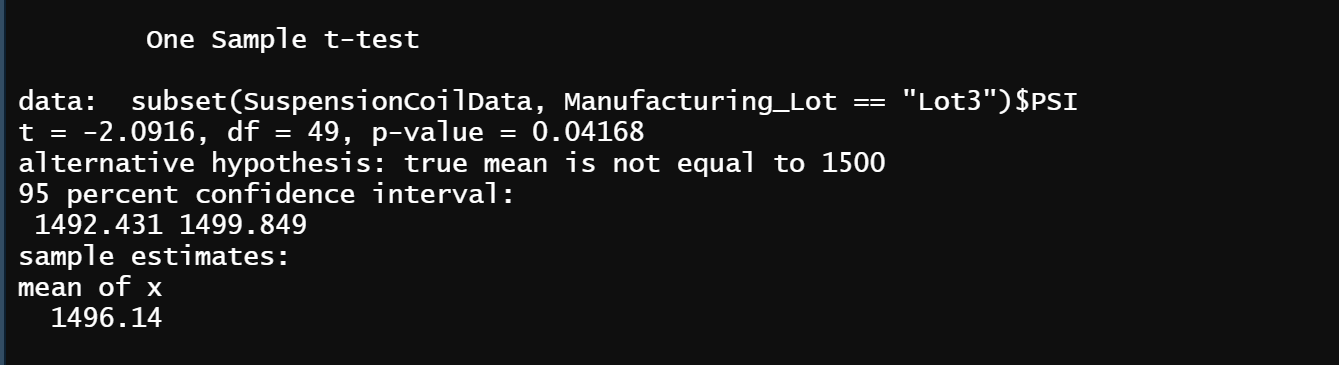 One Sample t-test
data:  subset(SuspensionCoilData, Manufacturing_Lot == "Lot3")$PSI
t = -2.0916, df = 49, p-value = 0.04168
alternative hypothesis: true mean is not equal to 1500
95 percent confidence interval:
1492.431 1499.849
sample estimates:
mean of x
1496.14